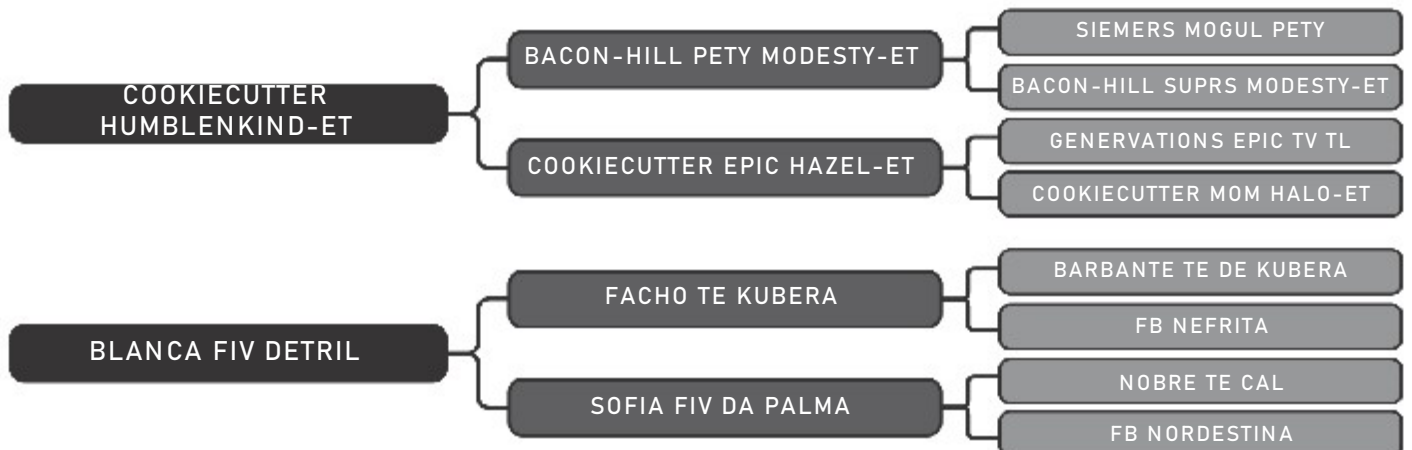 COOKIECUTTER
HUMBLENKIND-ET
BACON-HILL PETY MODESTY-ET
SIEMERS MOGUL PETY
BACON-HILL SUPRS MODESTY-ET
COOKIECUTTER EPIC HAZEL-ET
GENERVATIONS EPIC TV TL
COOKIECUTTER MOM HALO-ET
BLANCA FIV DETRIL
FACHO TE KUBERA
BARBANTE TE DE KUBERA
FB NEFRITA
SOFIA FIV DA PALMA
NOBRE TE CAL
FB NORDESTINA